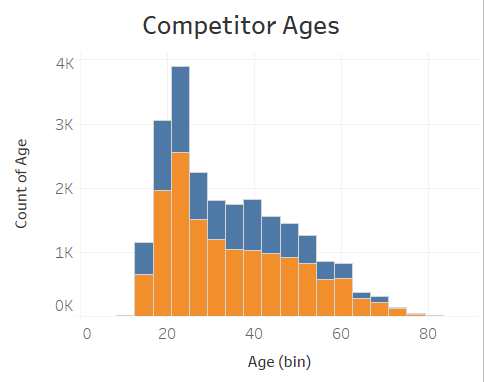 Competitor Ages
4K
3K
2K
1K
0K
Count of Age
0 20 40 60 80
Age (bin)